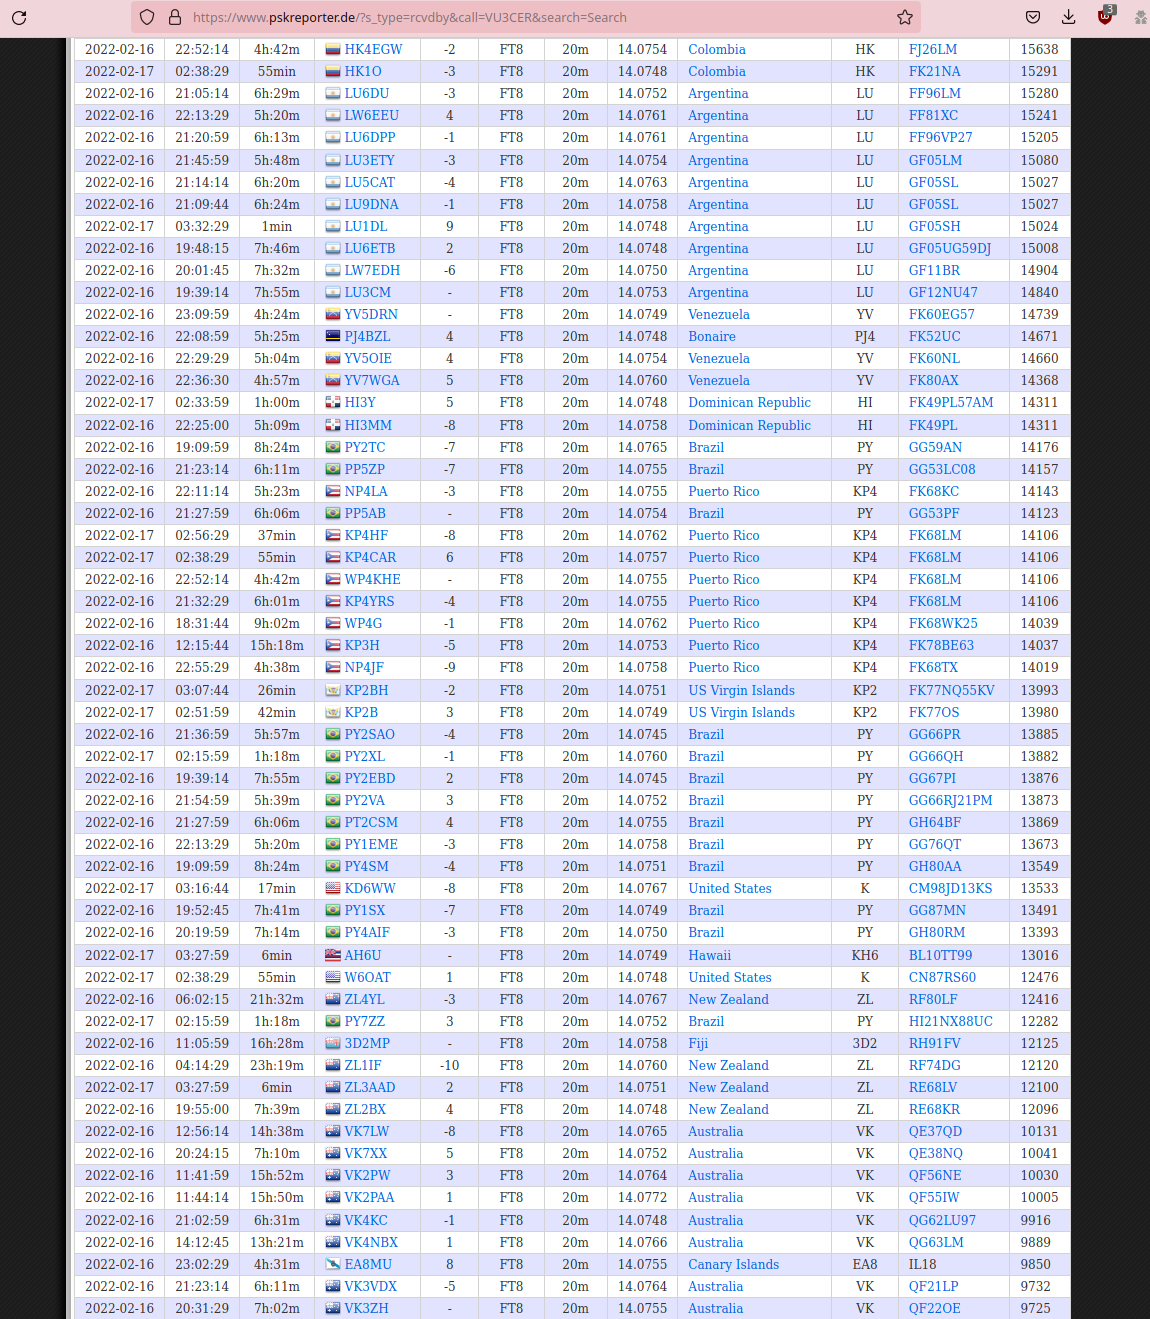 https://www.pskreporter.de/?s_type=rcvdby&call=VU3CER&search=Search 3
2022-02-16 22:52:14 4h:42m HK4EGW -2 FT8 20m 14.0754 Colombia HK FJ26LM 15638
2022-02-17 02:38:29 55min HK1O -3 FT8 20m 14.0748 Colombia HK FK21NA 15291
2022-02-16 21:05:14 6h:29m LU6DU -3 FT8 20m 14.0752 Argentina LU FF96LM 15280
2022-02-16 22:13:29 5h:20m LW6EEU 4 FT8 20m 14.0761 Argentina LU FF81XC 15241
2022-02-16 21:20:59 6h:13m LU6DPP -1 FT8 20m 14.0761 Argentina LU FF96VP27 15205
2022-02-16 21:45:59 5h:48m LU3ETY -3 FT8 20m 14.0754 Argentina LU GF05LM 15080
2022-02-16 21:14:14 6h:20m LU5CAT -4 FT8 20m 14.0763 Argentina LU GF05SL 15027
2022-02-16 21:09:44 6h:24m LU9DNA -1 FT8 20m 14.0758 Argentina LU GF05SL 15027
2022-02-17 03:32:29 1min LU1DL 9 FT8 20m 14.0748 Argentina LU GF05SH 15024
2022-02-16 19:48:15 7h:46m LU6ETB 2 FT8 20m 14.0748 Argentina LU GF05UG59DJ 15008
2022-02-16 20:01:45 7h:32m LW7EDH -6 FT8 20m 14.0750 Argentina LU GF11BR 14904
2022-02-16 19:39:14 7h:55m LU3CM - FT8 20m 14.0753 Argentina LU GF12NU47 14840
2022-02-16 23:09:59 4h:24m YV5DRN - FT8 20m 14.0749 Venezuela YV FK60EG57 14739
2022-02-16 22:08:59 5h:25m PJ4BZL 4 FT8 20m 14.0748 Bonaire PJ4 FK52UC 14671
2022-02-16 22:29:29 5h:04m YV5OIE 4 FT8 20m 14.0754 Venezuela YV FK60NL 14660
2022-02-16 22:36:30 4h:57m YV7WGA 5 FT8 20m 14.0760 Venezuela YV FK80AX 14368
2022-02-17 02:33:59 1h:00m HI3Y 5 FT8 20m 14.0748 Dominican Republic HI FK49PL57AM 14311
2022-02-16 22:25:00 5h:09m HI3MM -8 FT8 20m 14.0758 Dominican Republic HI FK49PL 14311
2022-02-16 19:09:59 8h:24m PY2TC -7 FT8 20m 14.0765 Brazil PY GG59AN 14176
2022-02-16 21:23:14 6h:11m PP5ZP -7 FT8 20m 14.0755 Brazil PY GG53LC08 14157
2022-02-16 22:11:14 5h:23m NP4LA -3 FT8 20m 14.0755 Puerto Rico KP4 FK68KC 14143
2022-02-16 21:27:59 6h:06m PP5AB - FT8 20m 14.0754 Brazil PY GG53PF 14123
2022-02-17 02:56:29 37min KP4HF -8 FT8 20m 14.0762 Puerto Rico KP4 FK68LM 14106
2022-02-17 02:38:29 55min KP4CAR 6 FT8 20m 14.0757 Puerto Rico KP4 FK68LM 14106
2022-02-16 22:52:14 4h:42m WP4KHE - FT8 20m 14.0755 Puerto Rico KP4 FK68LM 14106
2022-02-16 21:32:29 6h:01m KP4YRS -4 FT8 20m 14.0755 Puerto Rico KP4 FK68LM 14106
2022-02-16 18:31:44 9h:02m WP4G -1 FT8 20m 14.0762 Puerto Rico KP4 FK68WK25 14039
2022-02-16 12:15:44 15h:18m KP3H -5 FT8 20m 14.0753 Puerto Rico KP4 FK78BE63 14037
2022-02-16 22:55:29 4h:38m NP4JF -9 FT8 20m 14.0758 Puerto Rico KP4 FK68TX 14019
2022-02-17 03:07:44 26min KP2BH -2 FT8 20m 14.0751 US Virgin Islands KP2 FK77NQ55KV 13993
2022-02-17 02:51:59 42min KP2B 3 FT8 20m 14.0749 US Virgin Islands KP2 FK77OS 13980
2022-02-16 21:36:59 5h:57m PY2SAO -4 FT8 20m 14.0745 Brazil PY GG66PR 13885
2022-02-17 02:15:59 1h:18m PY2XL -1 FT8 20m 14.0760 Brazil PY GG66QH 13882
2022-02-16 19:39:14 7h:55m PY2EBD 2 FT8 20m 14.0745 Brazil PY GG67PI 13876
2022-02-16 21:54:59 5h:39m PY2VA 3 FT8 20m 14.0752 Brazil PY GG66RJ21PM 13873
2022-02-16 21:27:59 6h:06m PT2CSM 4 FT8 20m 14.0755 Brazil PY GH64BF 13869
2022-02-16 22:13:29 5h:20m PY1EME -3 FT8 20m 14.0758 Brazil PY GG76QT 13673
2022-02-16 19:09:59 8h:24m PY4SM -4 FT8 20m 14.0751 Brazil PY GH80AA 13549
2022-02-17 03:16:44 17min KD6WW -8 FT8 20m 14.0767 United States K CM98JD13KS 13533
2022-02-16 19:52:45 7h:41m PY1SX -7 FT8 20m 14.0749 Brazil PY GG87MN 13491
2022-02-16 20:19:59 7h:14m PY4AIF -3 FT8 20m 14.0750 Brazil PY GH80RM 13393
2022-02-17 03:27:59 6min AH6U - FT8 20m 14.0749 Hawaii KH6 BL10TT99 13016
2022-02-17 02:38:29 55min W6OAT 1 FT8 20m 14.0748 United States K CN87RS60 12476
2022-02-16 06:02:15 21h:32m ZL4YL -3 FT8 20m 14.0767 New Zealand ZL RF80LF 12416
2022-02-17 02:15:59 1h:18m PY7ZZ 3 FT8 20m 14.0752 Brazil PY HI21NX88UC 12282
2022-02-16 11:05:59 16h:28m 3D2MP - FT8 20m 14.0758 Fiji 3D2 RH91FV 12125
2022-02-16 04:14:29 23h:19m ZL1IF -10 FT8 20m 14.0760 New Zealand ZL RF74DG 12120
2022-02-17 03:27:59 6min ZL3AAD 2 FT8 20m 14.0751 New Zealand ZL RE68LV 12100
2022-02-16 19:55:00 7h:39m ZL2BX 4 FT8 20m 14.0748 New Zealand ZL RE68KR 12096
2022-02-16 12:56:14 14h:38m VK7LW -8 FT8 20m 14.0765 Australia VK QE37QD 10131
2022-02-16 20:24:15 7h:10m VK7XX 5 FT8 20m 14.0752 Australia VK QE38NQ 10041
2022-02-16 11:41:59 15h:52m VK2PW 3 FT8 20m 14.0764 Australia VK QF56NE 10030
2022-02-16 11:44:14 15h:50m VK2PAA 1 FT8 20m 14.0772 Australia VK QF55IW 10005
2022-02-16 21:02:59 6h:31m VK4KC -1 FT8 20m 14.0748 Australia VK QG62LU97 9916
2022-02-16 14:12:45 13h:21m VK4NBX 1 FT8 20m 14.0766 Australia VK QG63LM 9889
2022-02-16 23:02:29 4h:31m EA8MU 8 FT8 20m 14.0755 Canary Islands EA8 IL18 9850
2022-02-16 21:23:14 6h:11m VK3VDX -5 FT8 20m 14.0764 Australia VK QF21LP 9732
2022-02-16 20:31:29 7h:02m VK3ZH - FT8 20m 14.0755 Australia VK QF22OE 9725